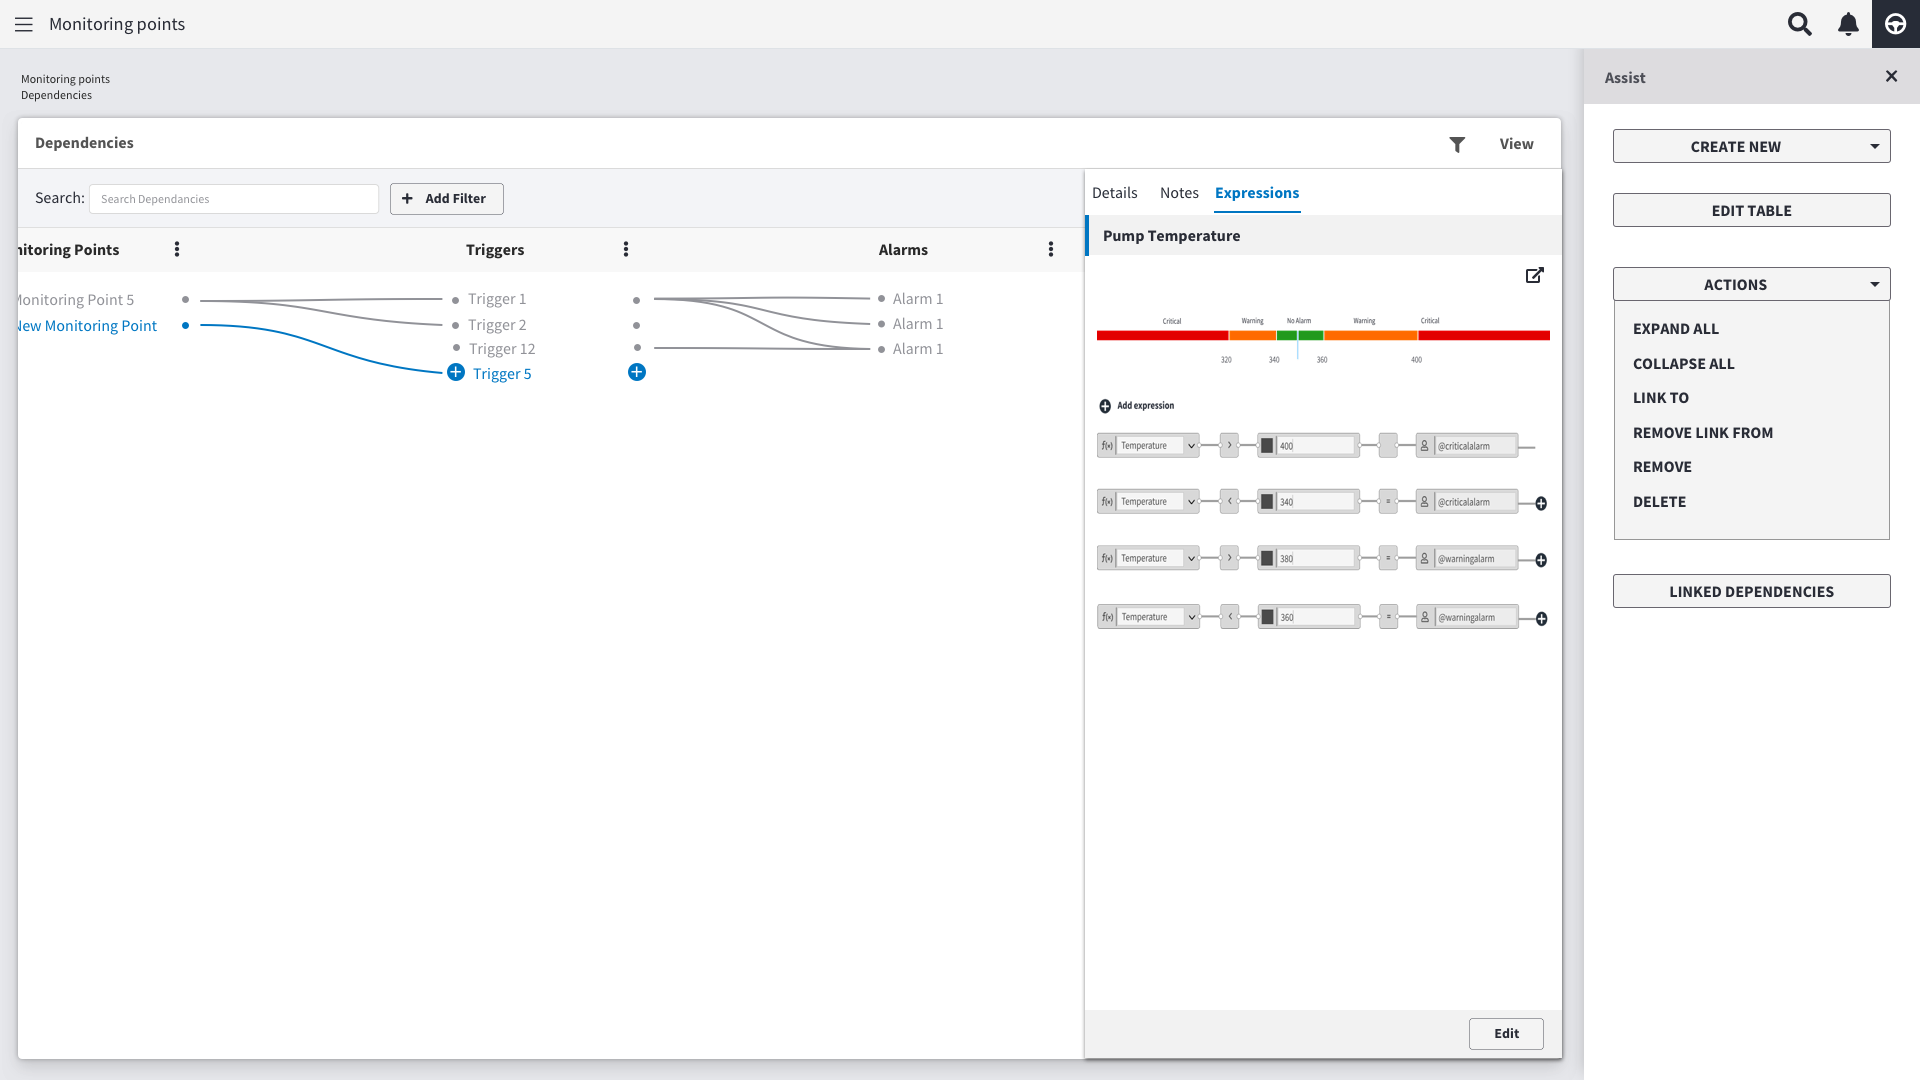 Monitoring points
Monitoring points
Dependencies
Dependencies
View
Search:
Search Dependancies
Add Filter
nitoring Points
Triggers
Alarms
Monitoring Point 5
New Monitoring Point
Trigger 1
Trigger 2
Trigger 12
Trigger 5
Alarm 1
Alarm 1
Alarm 1
Details Notes Expressions
Pump Temperature
Critical Warning No Alarm Warning Critical
320 340 360 400
Add expression
f(x) Temperature > 400 @criticalalarm
f(x) Temperature < 340 = @criticalalarm
f(x) Temperature > 380 = @warningalarm
f(x) Temperature < 360 = @warningalarm
Edit
Assist
CREATE NEW
EDIT TABLE
ACTIONS
EXPAND ALL
COLLAPSE ALL
LINK TO
REMOVE LINK FROM
REMOVE
DELETE
LINKED DEPENDENCIES